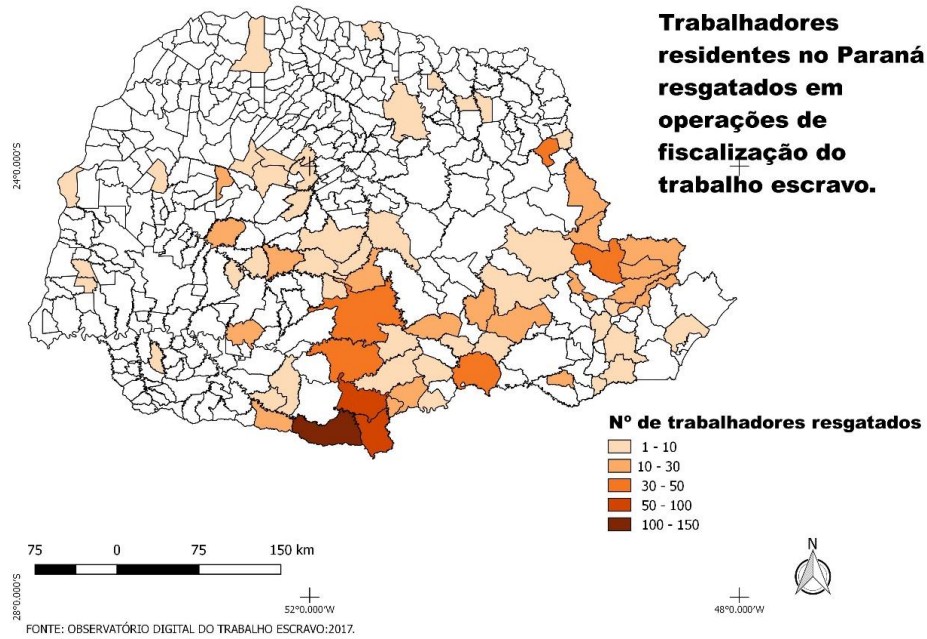 Trabalhadores
residentes no Paraná
resgatados em
operações de
fiscalização do
trabalho escravo.
24°0.000'S
Nº de trabalhadores resgatados
1 - 10
10 - 30
30 - 50
50 - 100
100 - 150
75 0 75 150 km
N
28°0.000'S
52°0.000'W
48°0.000'W
FONTE: OBSERVATÓRIO DIGITAL DO TRABALHO ESCRAVO:2017.